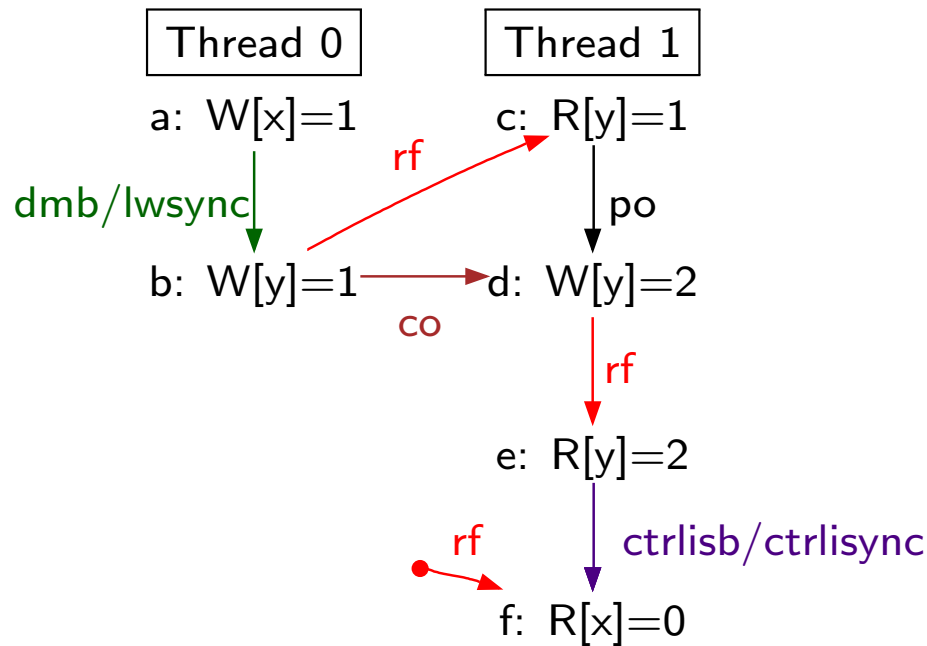 Thread 0
Thread 1
a: W[x]=1
c: R[y]=1
rf
dmb/lwsync
po
b: W[y]=1
d: W[y]=2
co
rf
e: R[y]=2
rf
ctrlisb/ctrlisync
f: R[x]=0